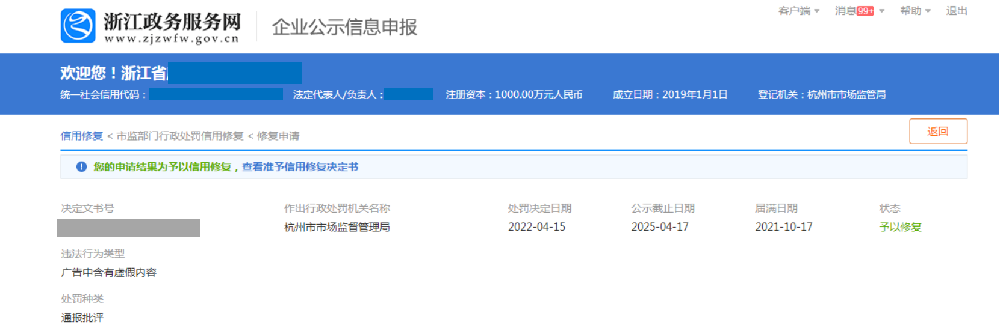 客户端 消息 99+ 帮助 退出
浙江政务服务网
www.zjzwfw.gov.cn
企业公示信息申报
欢迎您！浙江省
统一社会信用代码： 法定代表人/负责人： 注册资本：1000.00万元人民币 成立日期：2019年1月1日 登记机关：杭州市市场监管局
信用修复 < 市监部门行政处罚信用修复 < 修复申请
返回
您的申请结果为予以信用修复，查看准予信用修复决定书
决定文书号 作出行政处罚机关名称 处罚决定日期 公示截止日期 届满日期 状态
杭州市市场监督管理局 2022-04-15 2025-04-17 2021-10-17 予以修复
违法行为类型
广告中含有虚假内容
处罚种类
通报批评